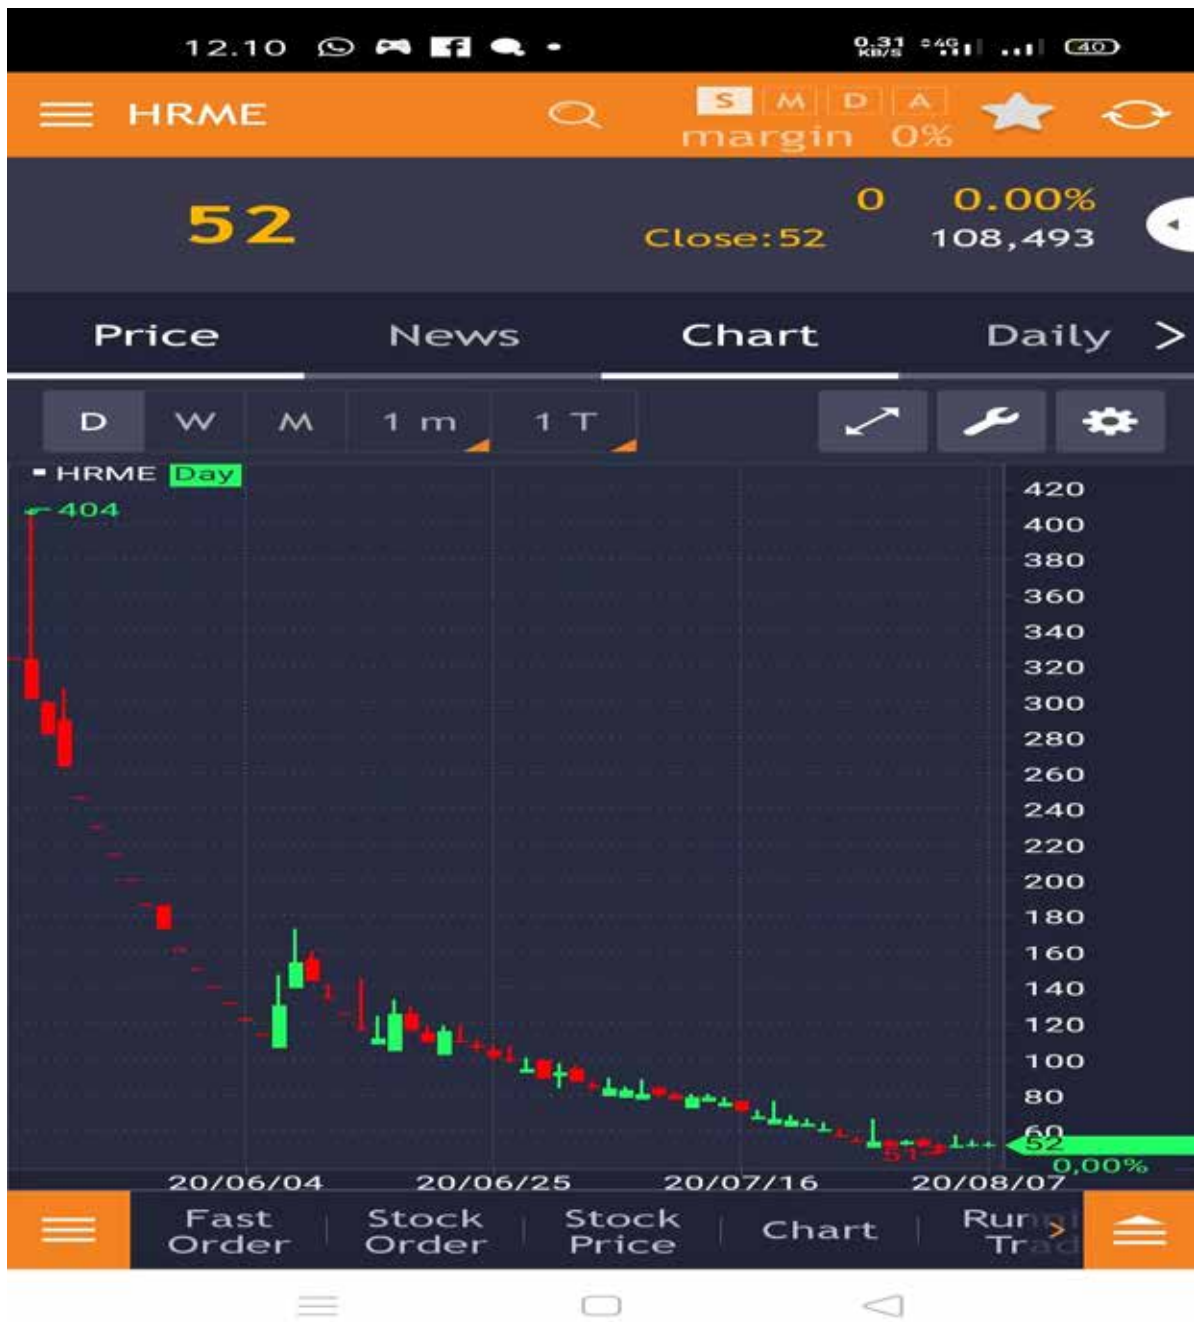 12.10
0.31 KB/S 4G 40
HRME S M D A
margin 0%
52 0 0.00%
Close:52 108,493
Price News Chart Daily >
D W M 1 m 1 T
HRME Day
404
420
400
380
360
340
320
300
280
260
240
220
200
180
160
140
120
100
80
60
52
51
0,00%
20/06/04 20/06/25 20/07/16 20/08/07
Fast Order
Stock Order
Stock Price
Chart